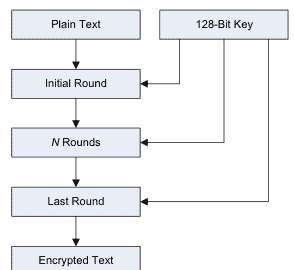 Plain Text
128-Bit Key
Initial Round
N Rounds
Last Round
Encrypted Text